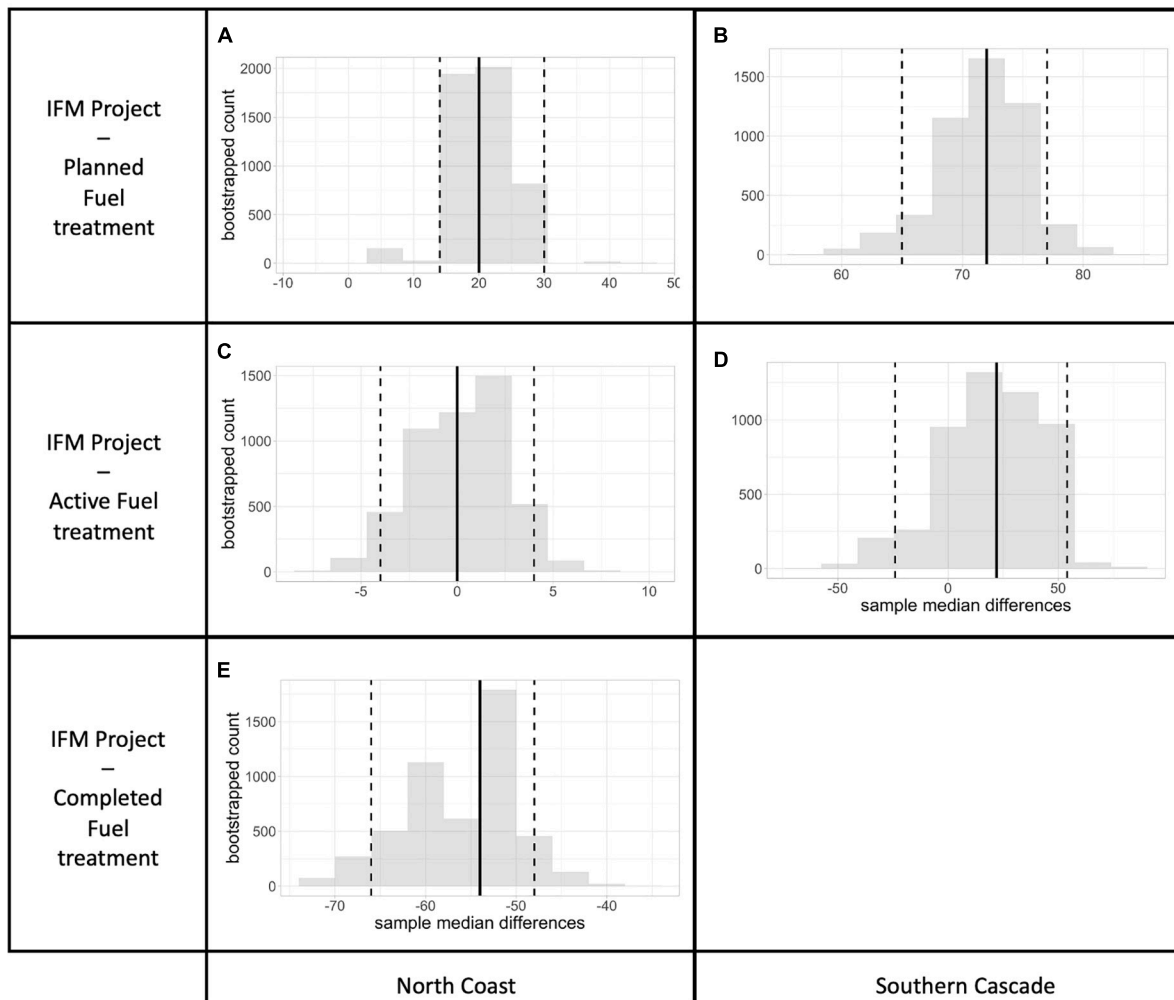 IFM Project
–
Planned
Fuel
treatment
A
bootstrapped count
2000
1500
1000
500
0
-10 0 10 20 30 40 50
B
1500
1000
500
0
60 70 80
IFM Project
–
Active Fuel
treatment
C
bootstrapped count
1500
1000
500
0
-5 0 5 10
D
1000
500
0
-50 0 50
sample median differences
IFM Project
–
Completed
Fuel
treatment
E
bootstrapped count
1500
1000
500
0
-70 -60 -50 -40
sample median differences
North Coast
Southern Cascade